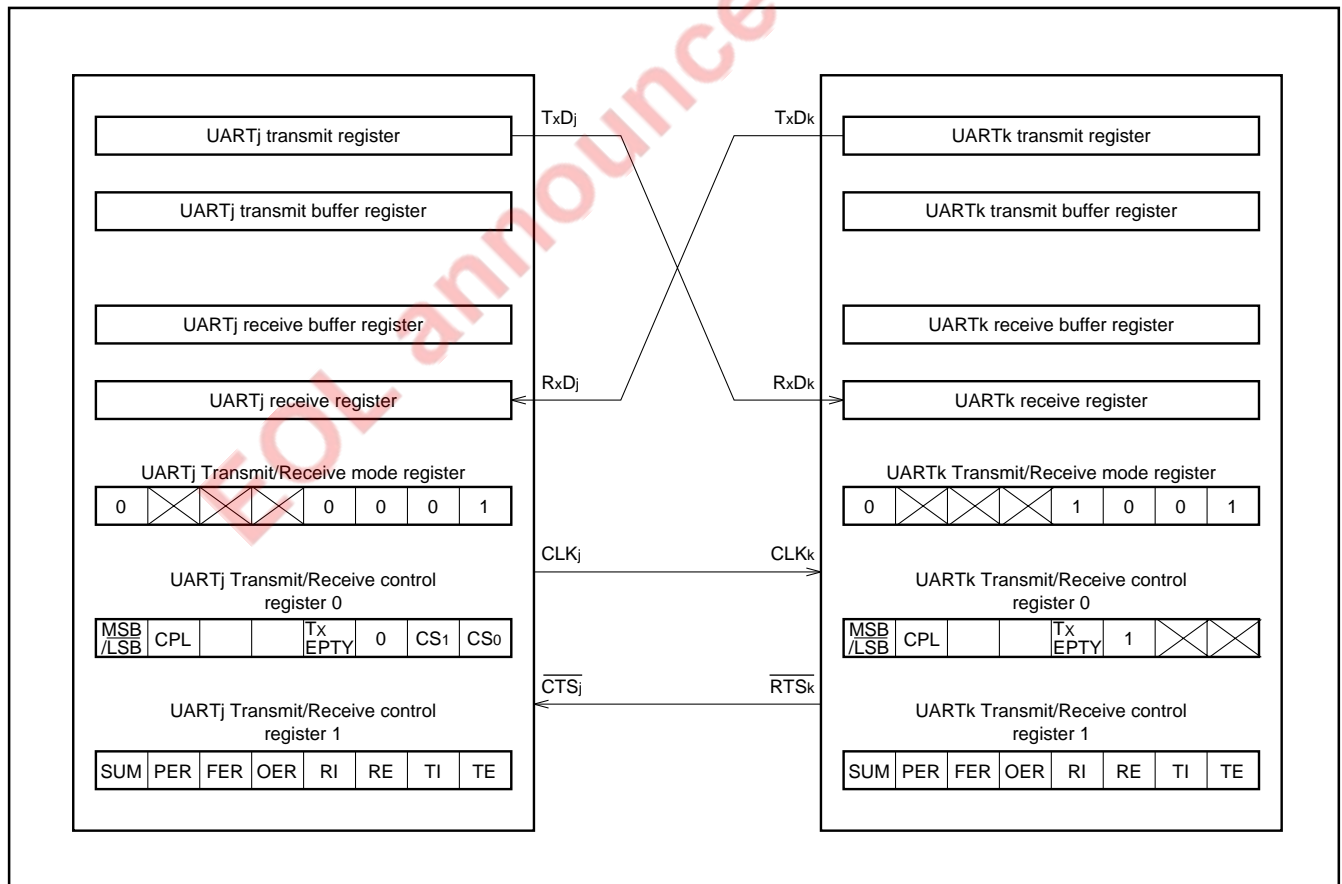 EOL announce
UARTj transmit register
TxDj
TxDk
UARTk transmit register
UARTj transmit buffer register
UARTk transmit buffer register
UARTj receive buffer register
UARTk receive buffer register
UARTj receive register
RxDj
RxDk
UARTk receive register
UARTj Transmit/Receive mode register
0 0 0 0 1
UARTk Transmit/Receive mode register
0 1 0 0 1
CLKj
CLKk
UARTj Transmit/Receive control
register 0
MSB/LSB CPL Tx EPTY 0 CS1 CS0
UARTk Transmit/Receive control
register 0
MSB/LSB CPL Tx EPTY 1
CTSj
RTSk
UARTj Transmit/Receive control
register 1
SUM PER FER OER RI RE TI TE
UARTk Transmit/Receive control
register 1
SUM PER FER OER RI RE TI TE